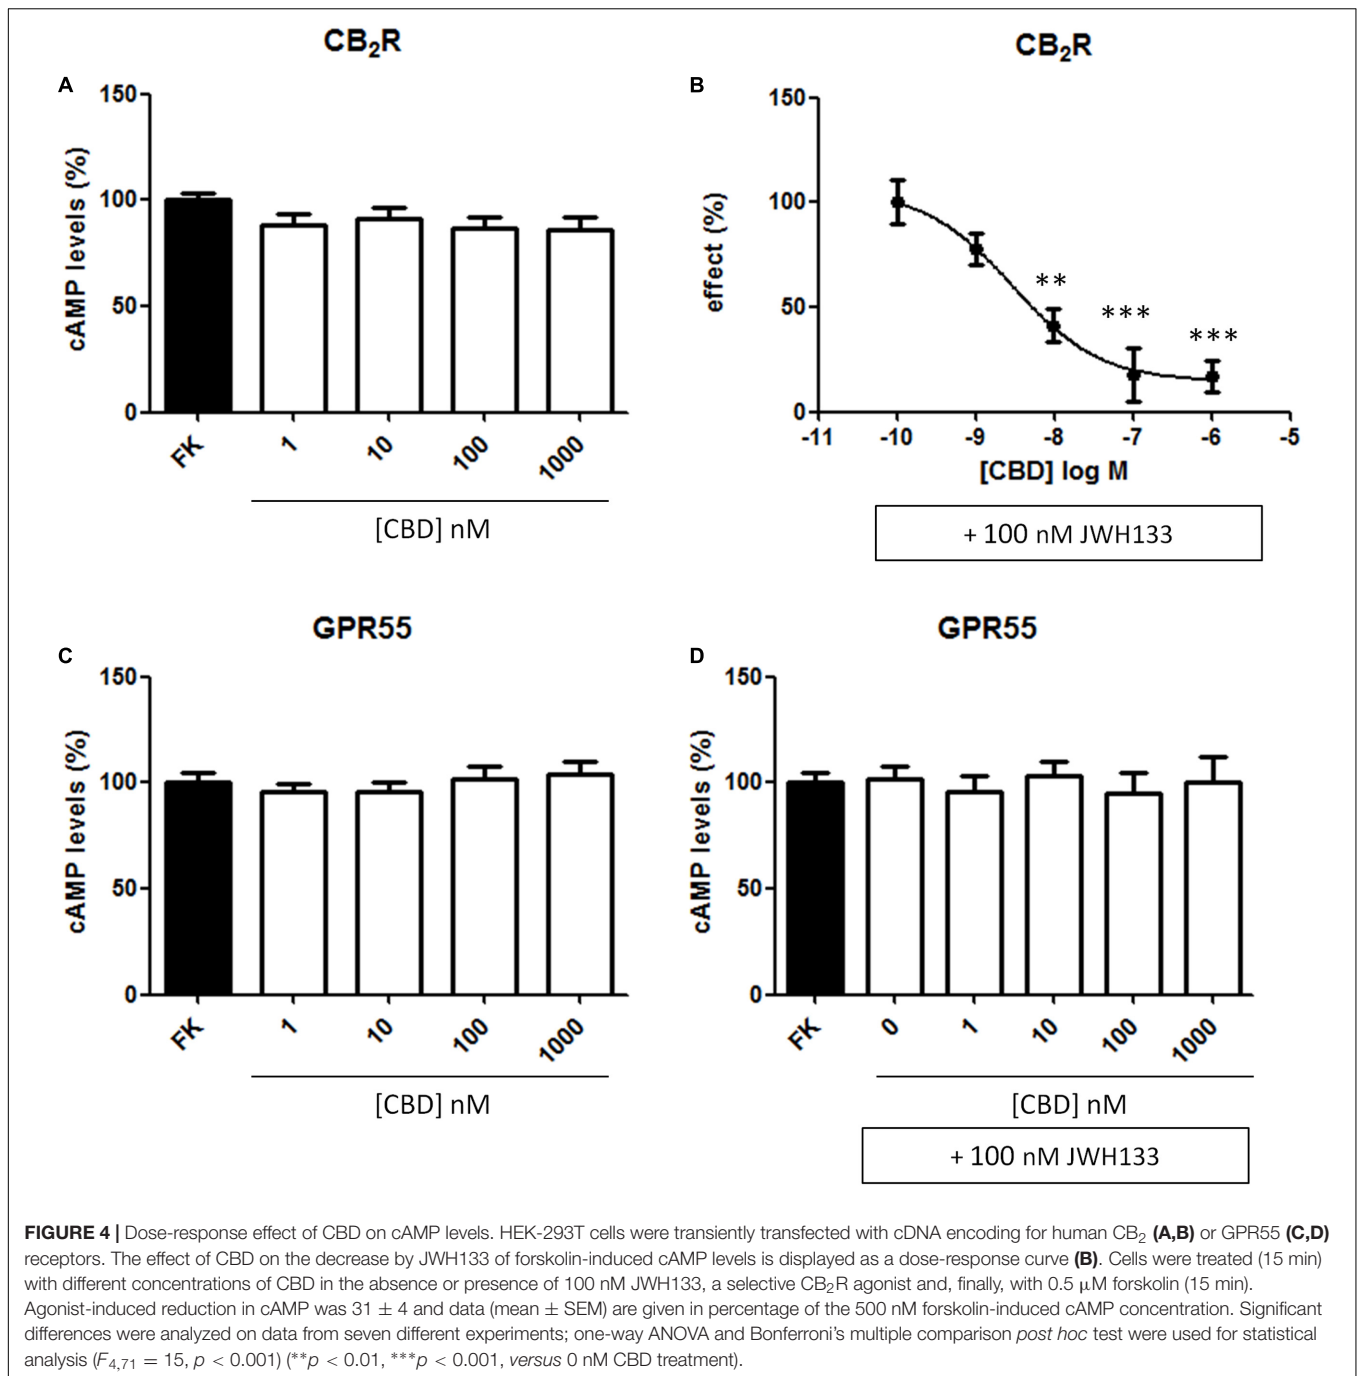 CB₂R
A
150
100
50
0
cAMP levels (%)
FK
1
10
100
1000
[CBD] nM
CB₂R
B
150
100
50
0
effect (%)
**
***
***
-11
-10
-9
-8
-7
-6
-5
[CBD] log M
+ 100 nM JWH133
GPR55
C
150
100
50
0
cAMP levels (%)
FK
1
10
100
1000
[CBD] nM
GPR55
D
150
100
50
0
cAMP levels (%)
FK
0
1
10
100
1000
[CBD] nM
+ 100 nM JWH133
FIGURE 4 | Dose-response effect of CBD on cAMP levels. HEK-293T cells were transiently transfected with cDNA encoding for human CB₂ (A,B) or GPR55 (C,D)
receptors. The effect of CBD on the decrease by JWH133 of forskolin-induced cAMP levels is displayed as a dose-response curve (B). Cells were treated (15 min)
with different concentrations of CBD in the absence or presence of 100 nM JWH133, a selective CB₂R agonist and, finally, with 0.5 μM forskolin (15 min).
Agonist-induced reduction in cAMP was 31 ± 4 and data (mean ± SEM) are given in percentage of the 500 nM forskolin-induced cAMP concentration. Significant
differences were analyzed on data from seven different experiments; one-way ANOVA and Bonferroni's multiple comparison post hoc test were used for statistical
analysis (F₄,₇₁ = 15, p < 0.001) (**p < 0.01, ***p < 0.001, versus 0 nM CBD treatment).